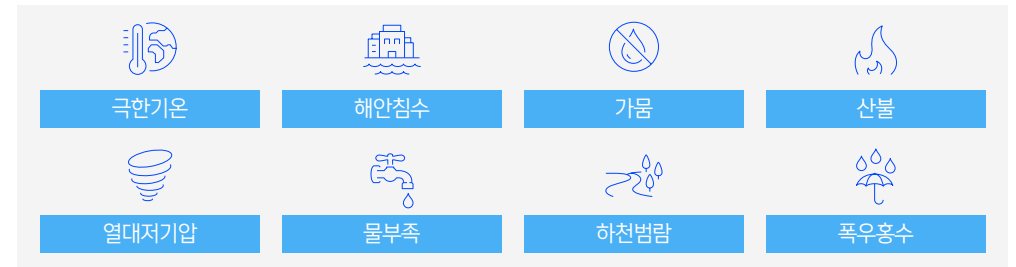 극한기온
해안침수
가뭄
산불
열대저기압
물부족
하천범람
폭우홍수